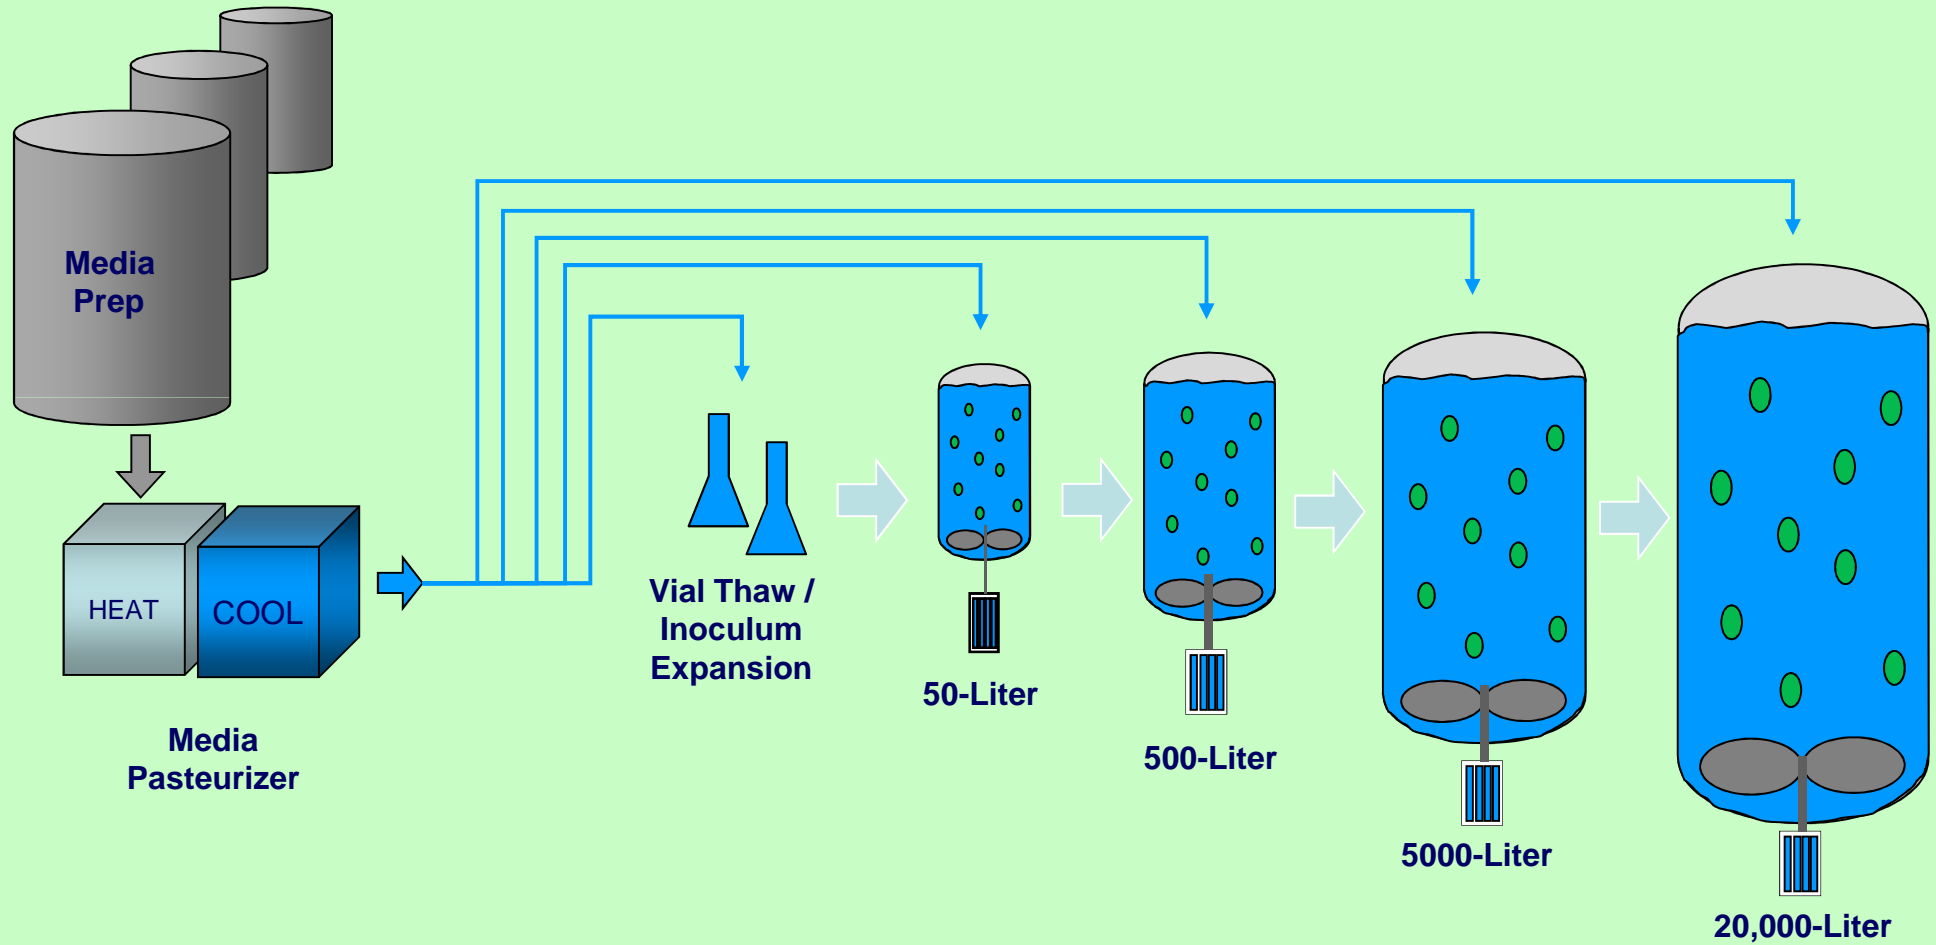 Media
Prep
HEAT
COOL
Media
Pasteurizer
Vial Thaw /
Inoculum
Expansion
50-Liter
500-Liter
5000-Liter
20,000-Liter